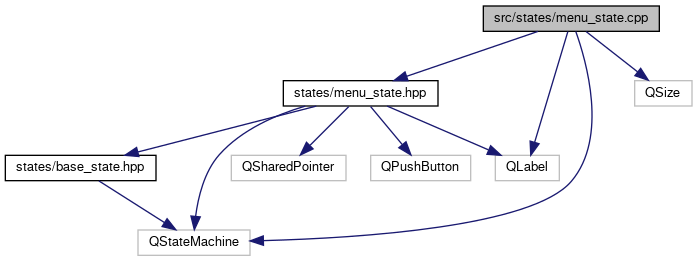 src/states/menu_state.cpp
states/menu_state.hpp
QSize
states/base_state.hpp
QSharedPointer
QPushButton
QLabel
QStateMachine